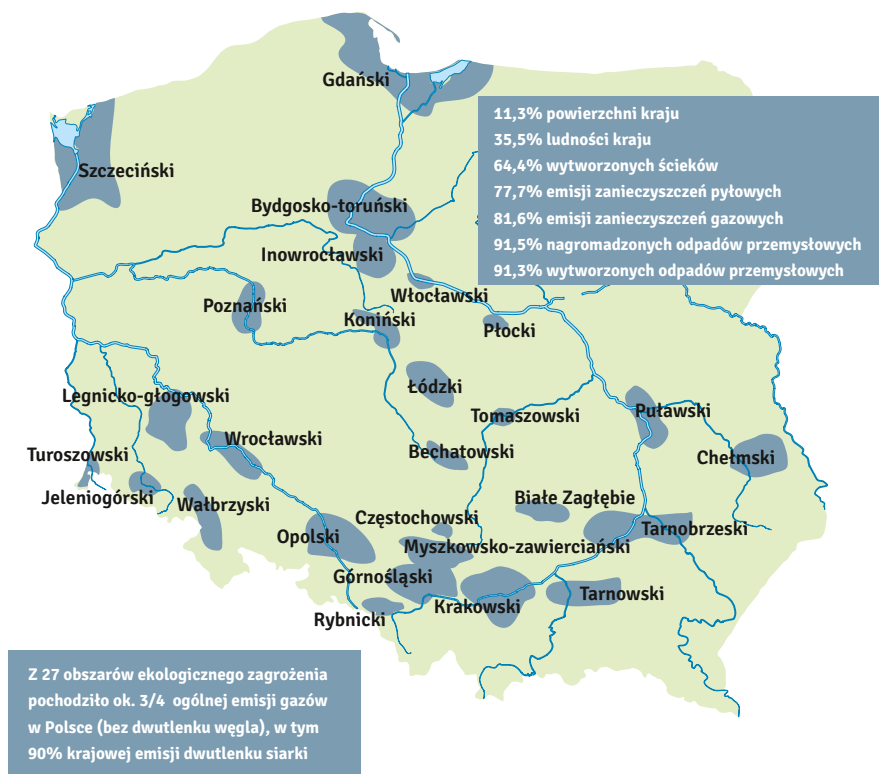 Gdański
11,3% powierzchni kraju
35,5% ludności kraju
64,4% wytworzonych ścieków
77,7% emisji zanieczyszczeń pyłowych
81,6% emisji zanieczyszczeń gazowych
91,5% nagromadzonych odpadów przemysłowych
91,3% wytworzonych odpadów przemysłowych
Szczeciński
Bydgosko-toruński
Inowrocławski
Włocławski
Poznański
Koniński
Płocki
Łódzki
Legnicko-głogowski
Tomaszowski
Puławski
Wrocławski
Bechatowski
Turoszowski
Chełmski
Jeleniogórski
Wałbrzyski
Białe Zagłębie
Częstochowski
Opolski
Tarnobrzeski
Myszkowsko-zawierciański
Górnośląski
Krakowski
Tarnowski
Rybnicki
Z 27 obszarów ekologicznego zagrożenia
pochodziło ok. 3/4 ogólnej emisji gazów
w Polsce (bez dwutlenku węgla), w tym
90% krajowej emisji dwutlenku siarki